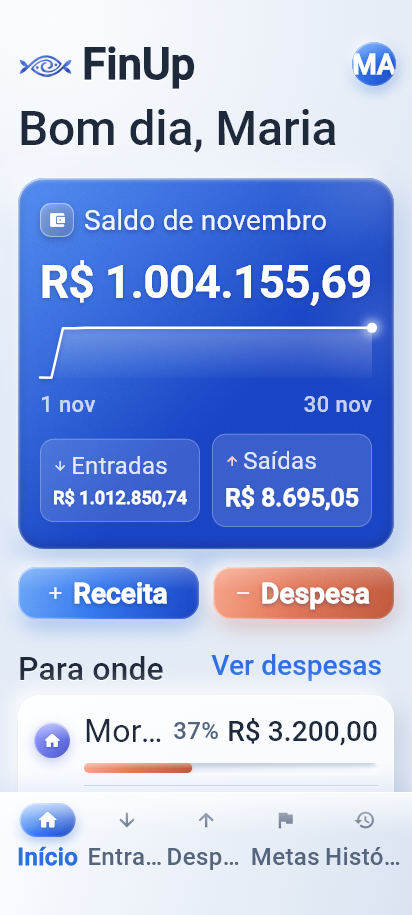 FinUp
MA
Bom dia, Maria
Saldo de novembro
R$ 1.004.155,69
1 nov 30 nov
Entradas
R$ 1.012.850,74
Saídas
R$ 8.695,05
+ Receita
− Despesa
Para onde Ver despesas
Mor... 37% R$ 3.200,00
Início Entra... Desp... Metas Histó...